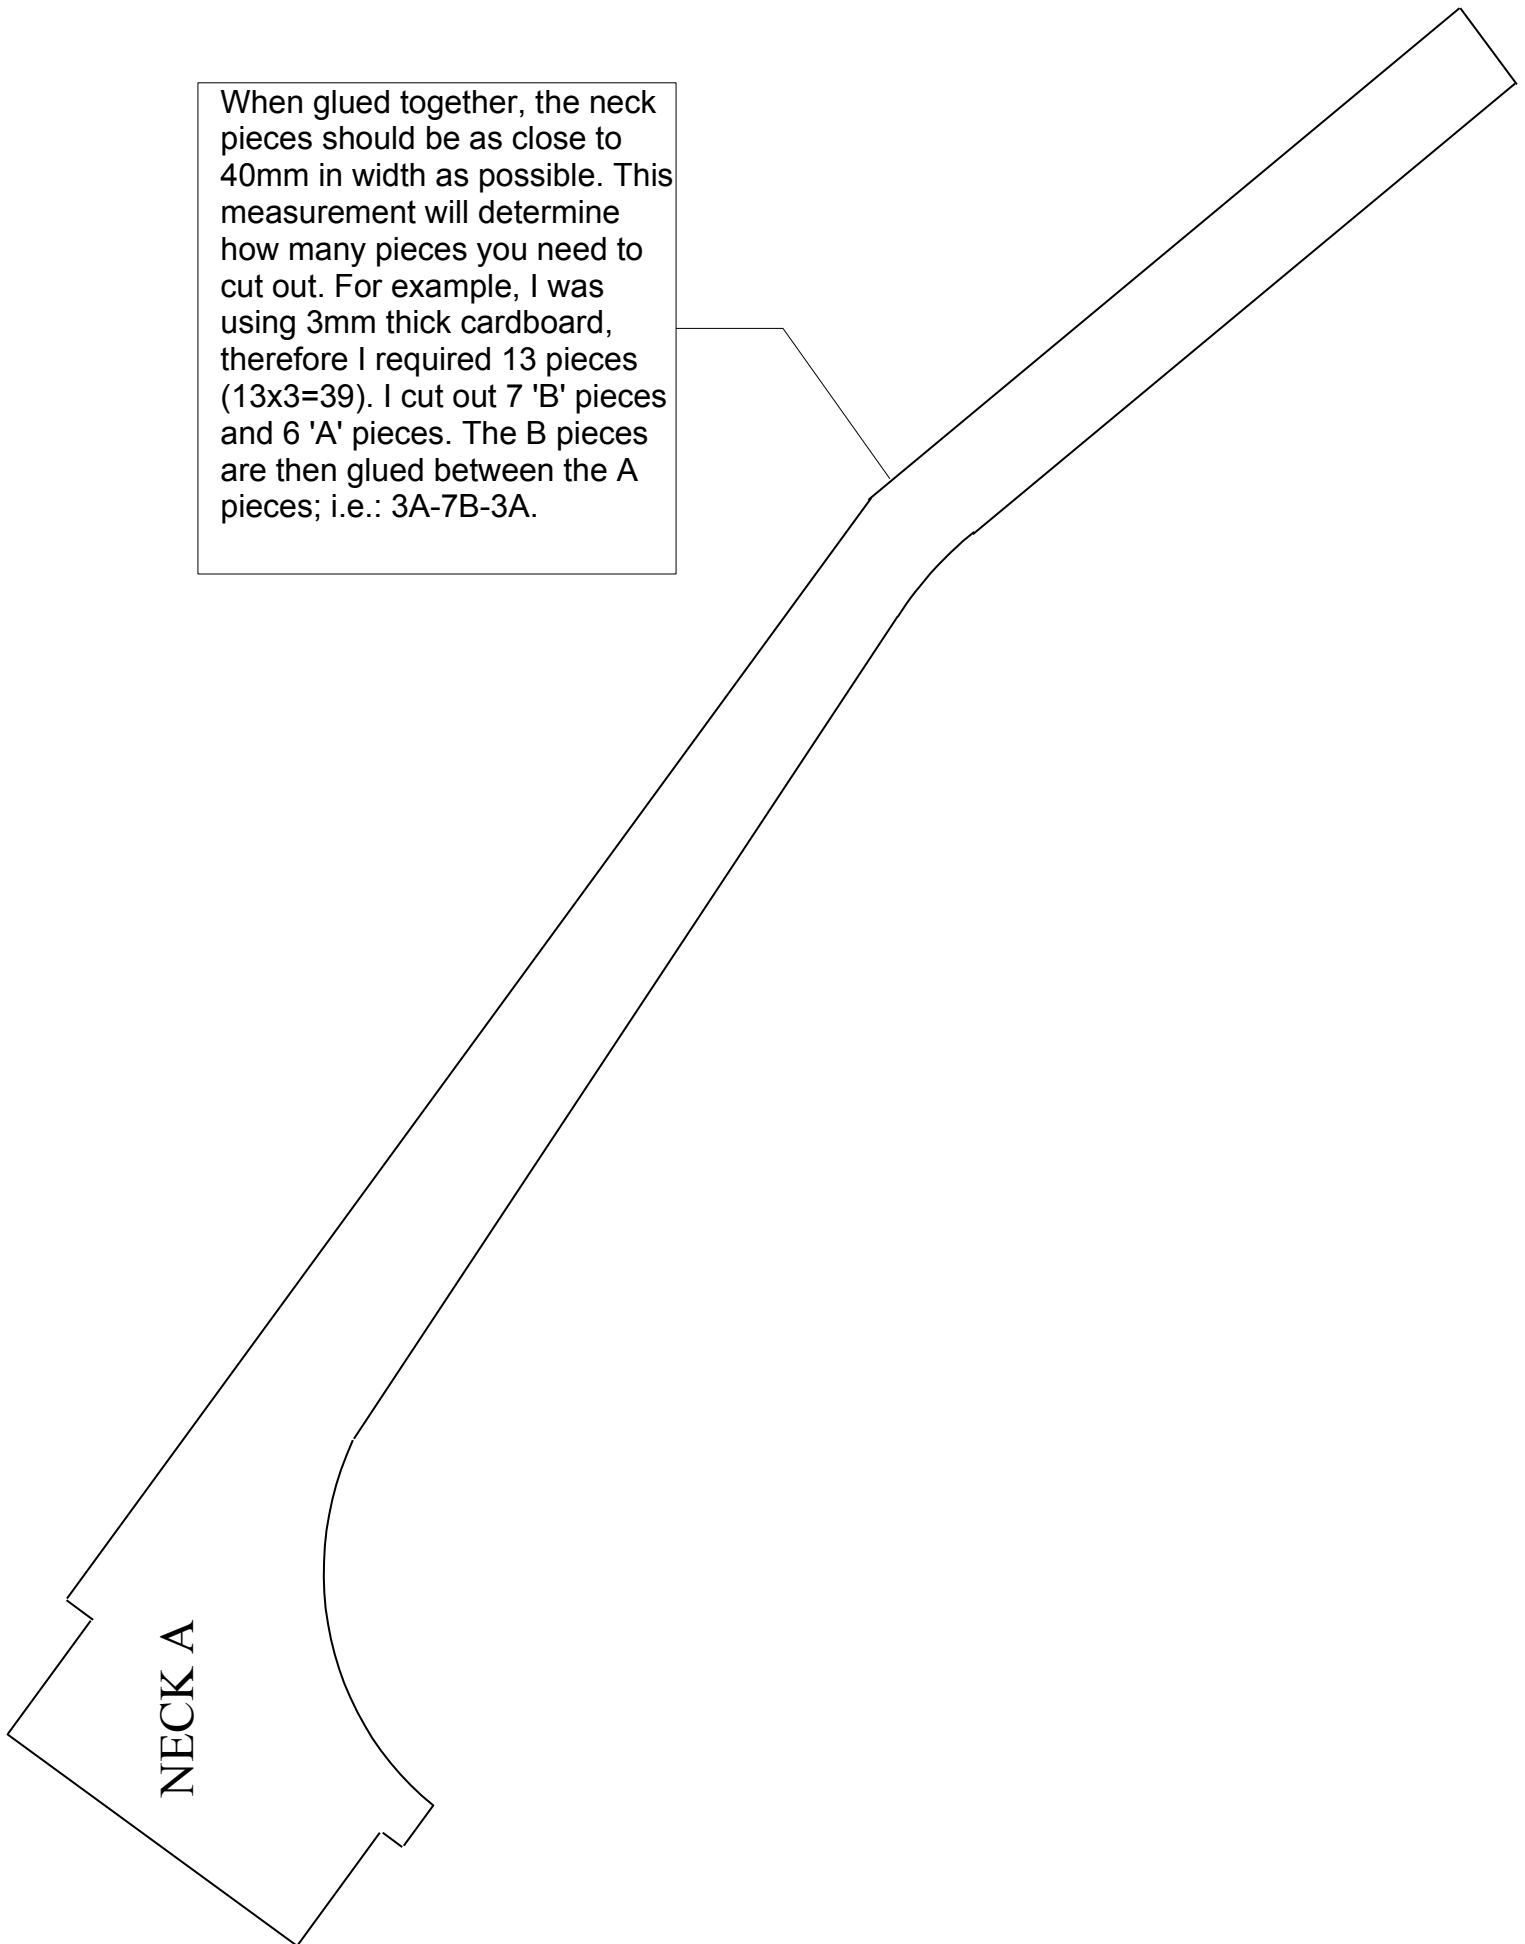 When glued together, the neck
pieces should be as close to
40mm in width as possible. This
measurement will determine
how many pieces you need to
cut out. For example, I was
using 3mm thick cardboard,
therefore I required 13 pieces
(13x3=39). I cut out 7 'B' pieces
and 6 'A' pieces. The B pieces
are then glued between the A
pieces; i.e.: 3A-7B-3A.
NECK A